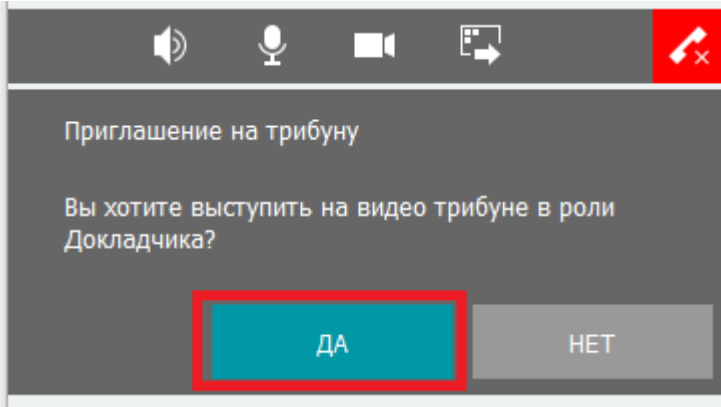 Приглашение на трибуну
Вы хотите выступить на видео трибуне в роли
Докладчика?
ДА
НЕТ